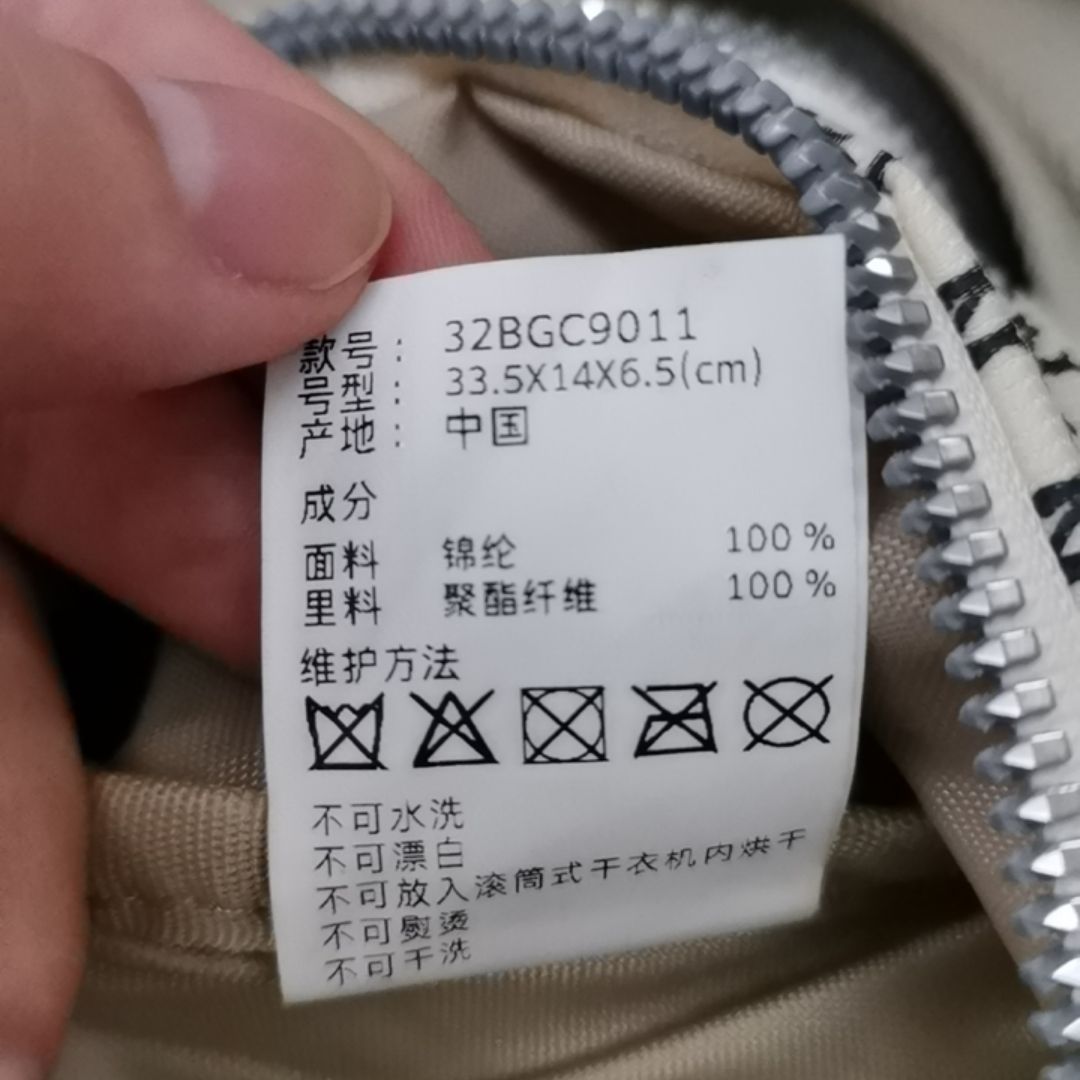 款号： 32BGC9011
号型： 33.5X14X6.5(cm)
产地： 中国
成分
面料 锦纶 100 %
里料 聚酯纤维 100 %
维护方法
不可水洗
不可漂白
不可放入滚筒式干衣机内烘干
不可熨烫
不可干洗